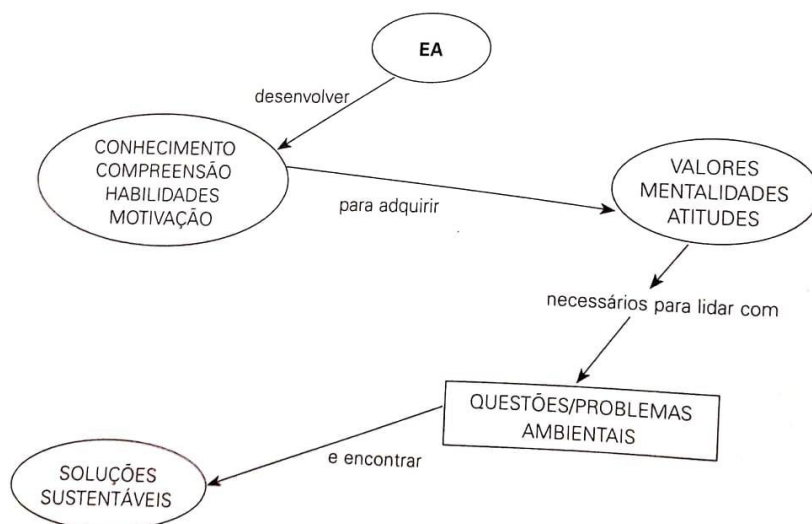 EA
desenvolver
CONHECIMENTO
COMPREENSÃO
HABILIDADES
MOTIVAÇÃO
para adquirir
VALORES
MENTALIDADES
ATITUDES
necessários para lidar com
QUESTÕES/PROBLEMAS
AMBIENTAIS
e encontrar
SOLUÇÕES
SUSTENTÁVEIS